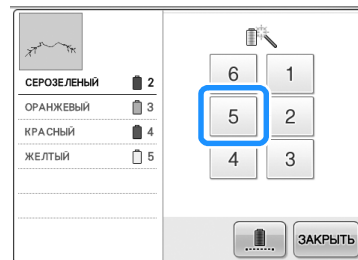 СЕРОЗЕЛЕНЫЙ 2
ОРАНЖЕВЫЙ 3
КРАСНЫЙ 4
ЖЕЛТЫЙ 5
6 1
5 2
4 3
ЗАКРЫТЬ